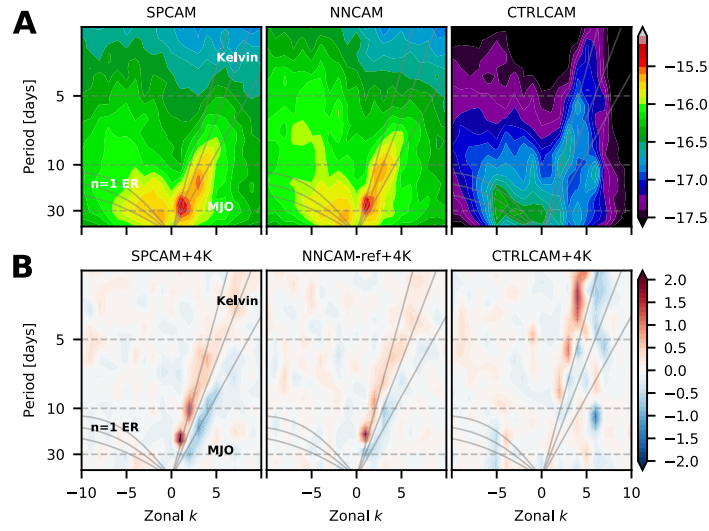 A
SPCAM
NNCAM
CTRLCAM
Kelvin
n=1 ER
MJO
Period [days]
5
10
30
−15.5
−16.0
−16.5
−17.0
−17.5
B
SPCAM+4K
NNCAM-ref+4K
CTRLCAM+4K
Kelvin
n=1 ER
MJO
Period [days]
5
10
30
2.0
1.5
1.0
0.5
0.0
−0.5
−1.0
−1.5
−2.0
−10 −5 0 5
−5 0 5
−5 0 5 10
Zonal k
Zonal k
Zonal k